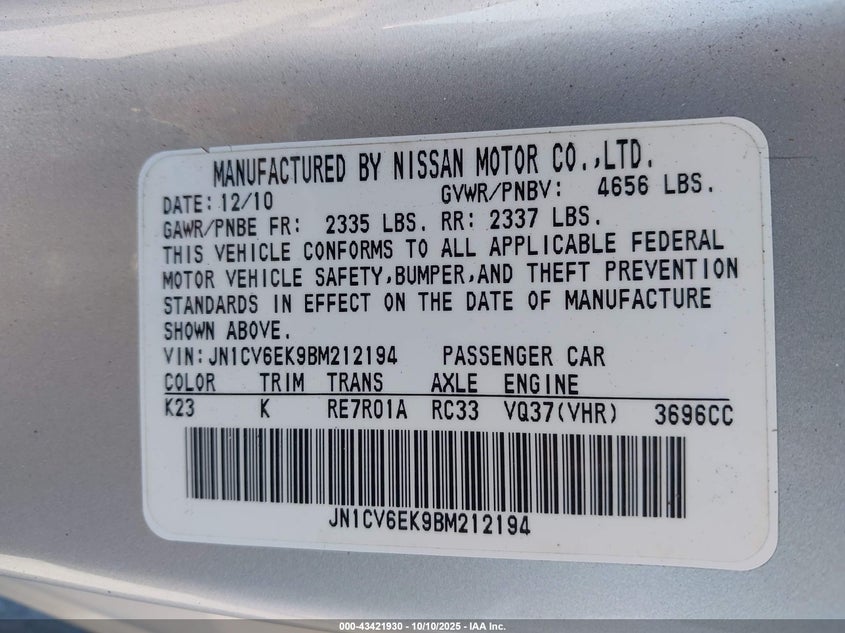 MANUFACTURED BY NISSAN MOTOR CO.,LTD.
DATE: 12/10 GVWR/PNBV: 4656 LBS.
GAWR/PNBE FR: 2335 LBS. RR: 2337 LBS.
THIS VEHICLE CONFORMS TO ALL APPLICABLE FEDERAL
MOTOR VEHICLE SAFETY,BUMPER,AND THEFT PREVENTION
STANDARDS IN EFFECT ON THE DATE OF MANUFACTURE
SHOWN ABOVE.
VIN: JN1CV6EK9BM212194 PASSENGER CAR
COLOR TRIM TRANS AXLE ENGINE
K23 K RE7R01A RC33 VQ37(VHR) 3696CC
JN1CV6EK9BM212194
000-43421930 - 10/10/2025 - IAA Inc.